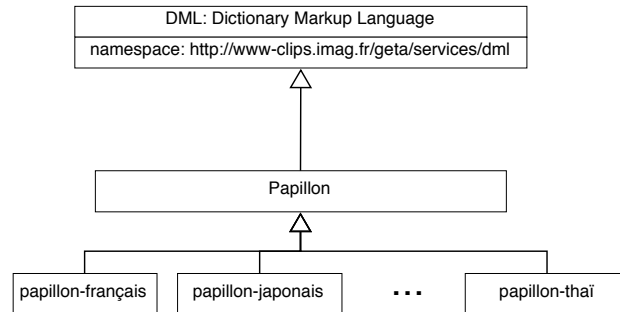 DML: Dictionary Markup Language
namespace: http://www-clips.imag.fr/geta/services/dml
Papillon
papillon-français
papillon-japonais
...
papillon-thaï